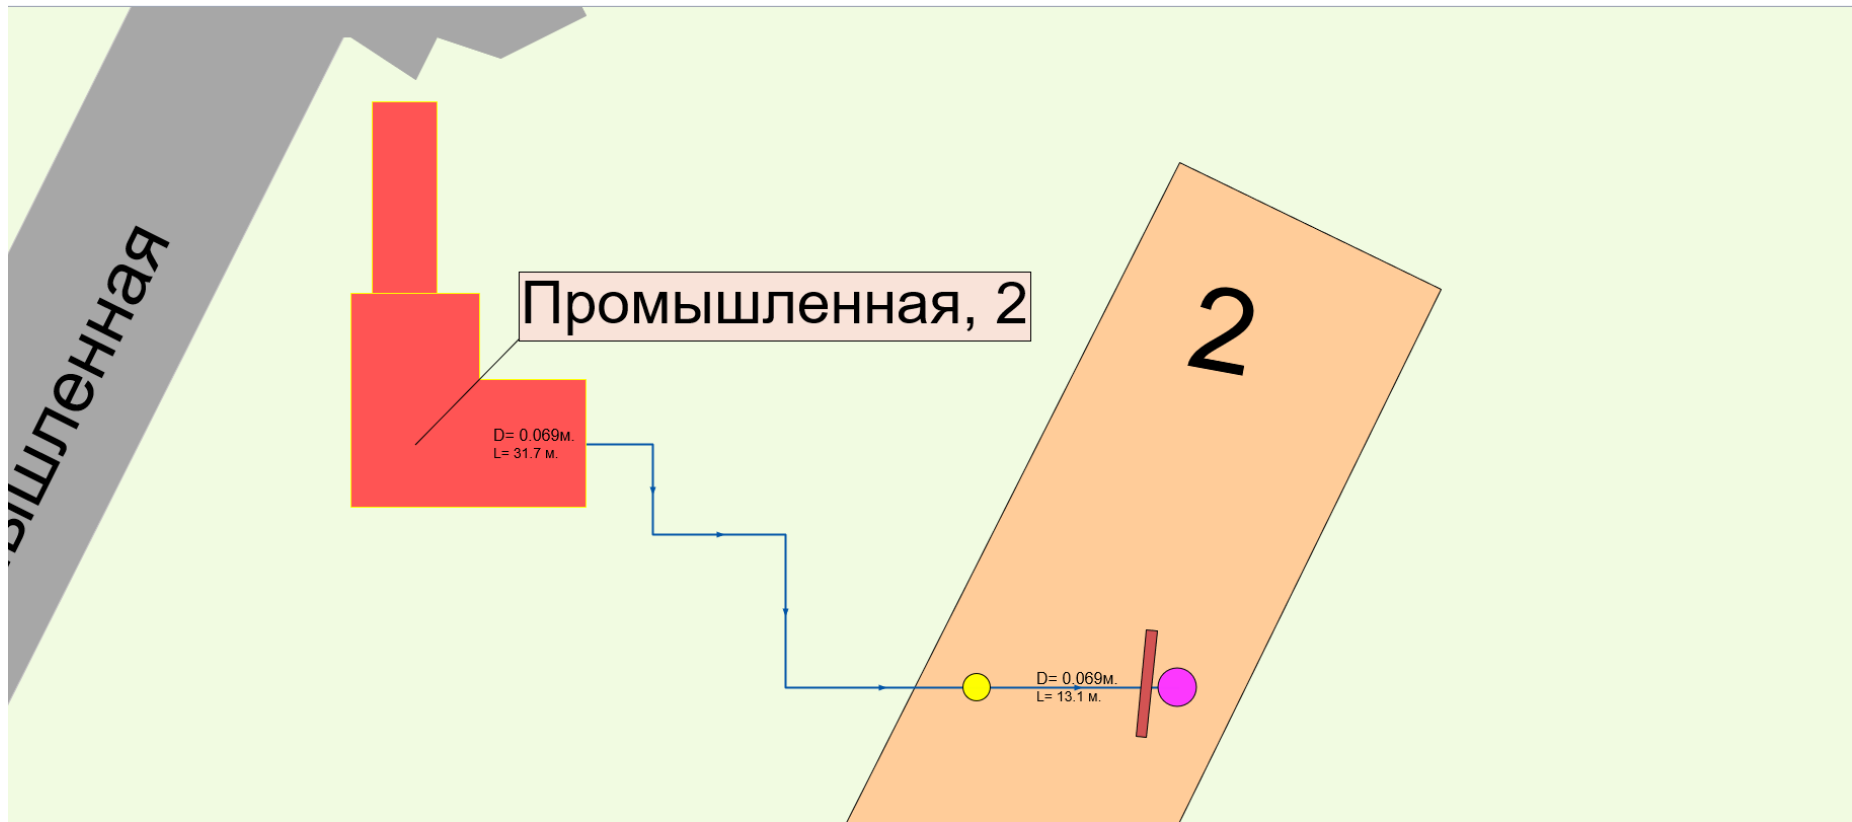 Промышленная, 2
2
D= 0.069м.
L= 31.7 м.
ышленная
D= 0.069м.
L= 13.1 м.